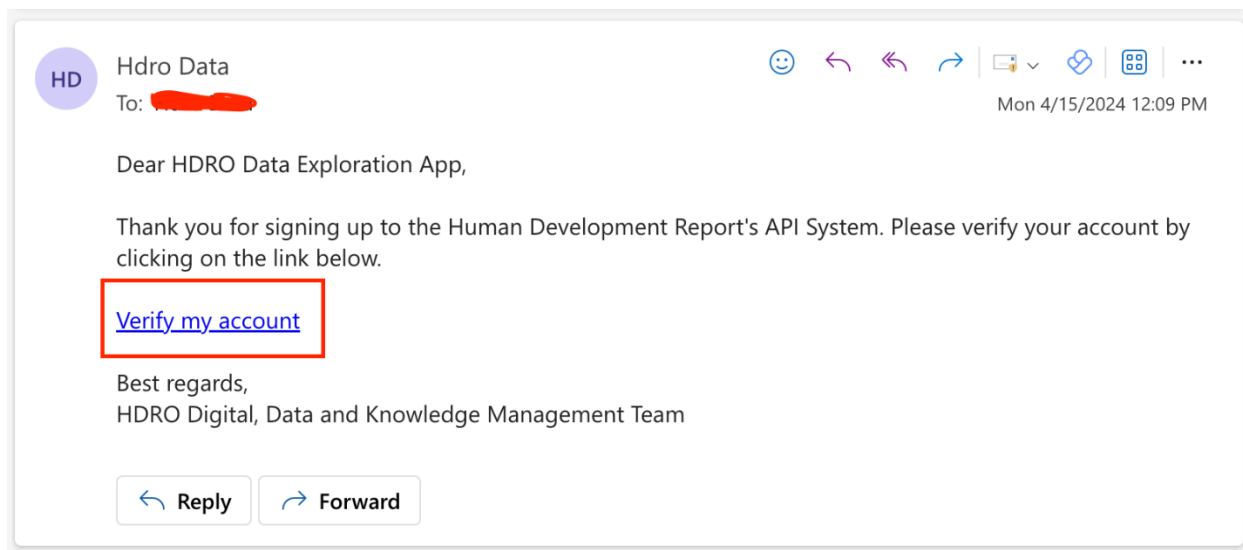 HD
Hdro Data
To:
Mon 4/15/2024 12:09 PM
Dear HDRO Data Exploration App,
Thank you for signing up to the Human Development Report's API System. Please verify your account by
clicking on the link below.
Verify my account
Best regards,
HDRO Digital, Data and Knowledge Management Team
Reply
Forward